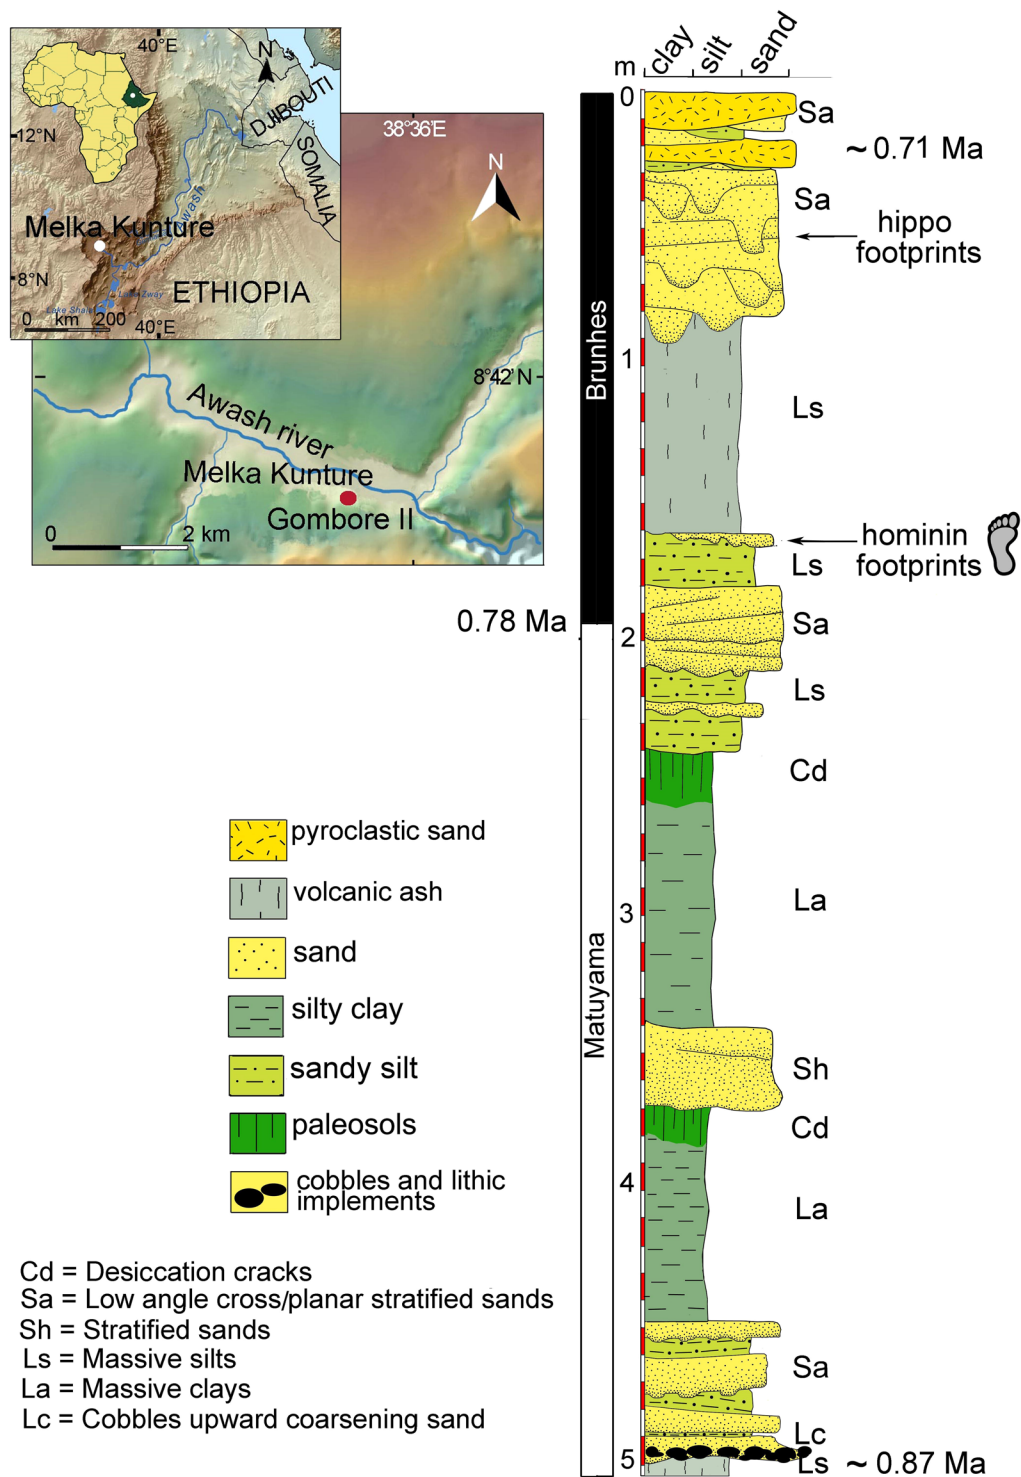 40°E
N
DJIBOUTI
12°N
SOMALIA
Awash
Melka Kunture
8°N
Lake Zway
ETHIOPIA
0 km 200
40°E
38°36'E
N
8°42' N
Awash river
Melka Kunture
Gombore II
0 2 km
clay silt sand
m
0
Sa
~ 0.71 Ma
Sa
hippo
footprints
Brunhes
1
Ls
hominin
footprints
Ls
0.78 Ma
Sa
2
Ls
Cd
La
3
Matuyama
Sh
Cd
4
La
Sa
Lc
5
Ls ~ 0.87 Ma
pyroclastic sand
volcanic ash
sand
silty clay
sandy silt
paleosols
cobbles and lithic
implements
Cd = Desiccation cracks
Sa = Low angle cross/planar stratified sands
Sh = Stratified sands
Ls = Massive silts
La = Massive clays
Lc = Cobbles upward coarsening sand